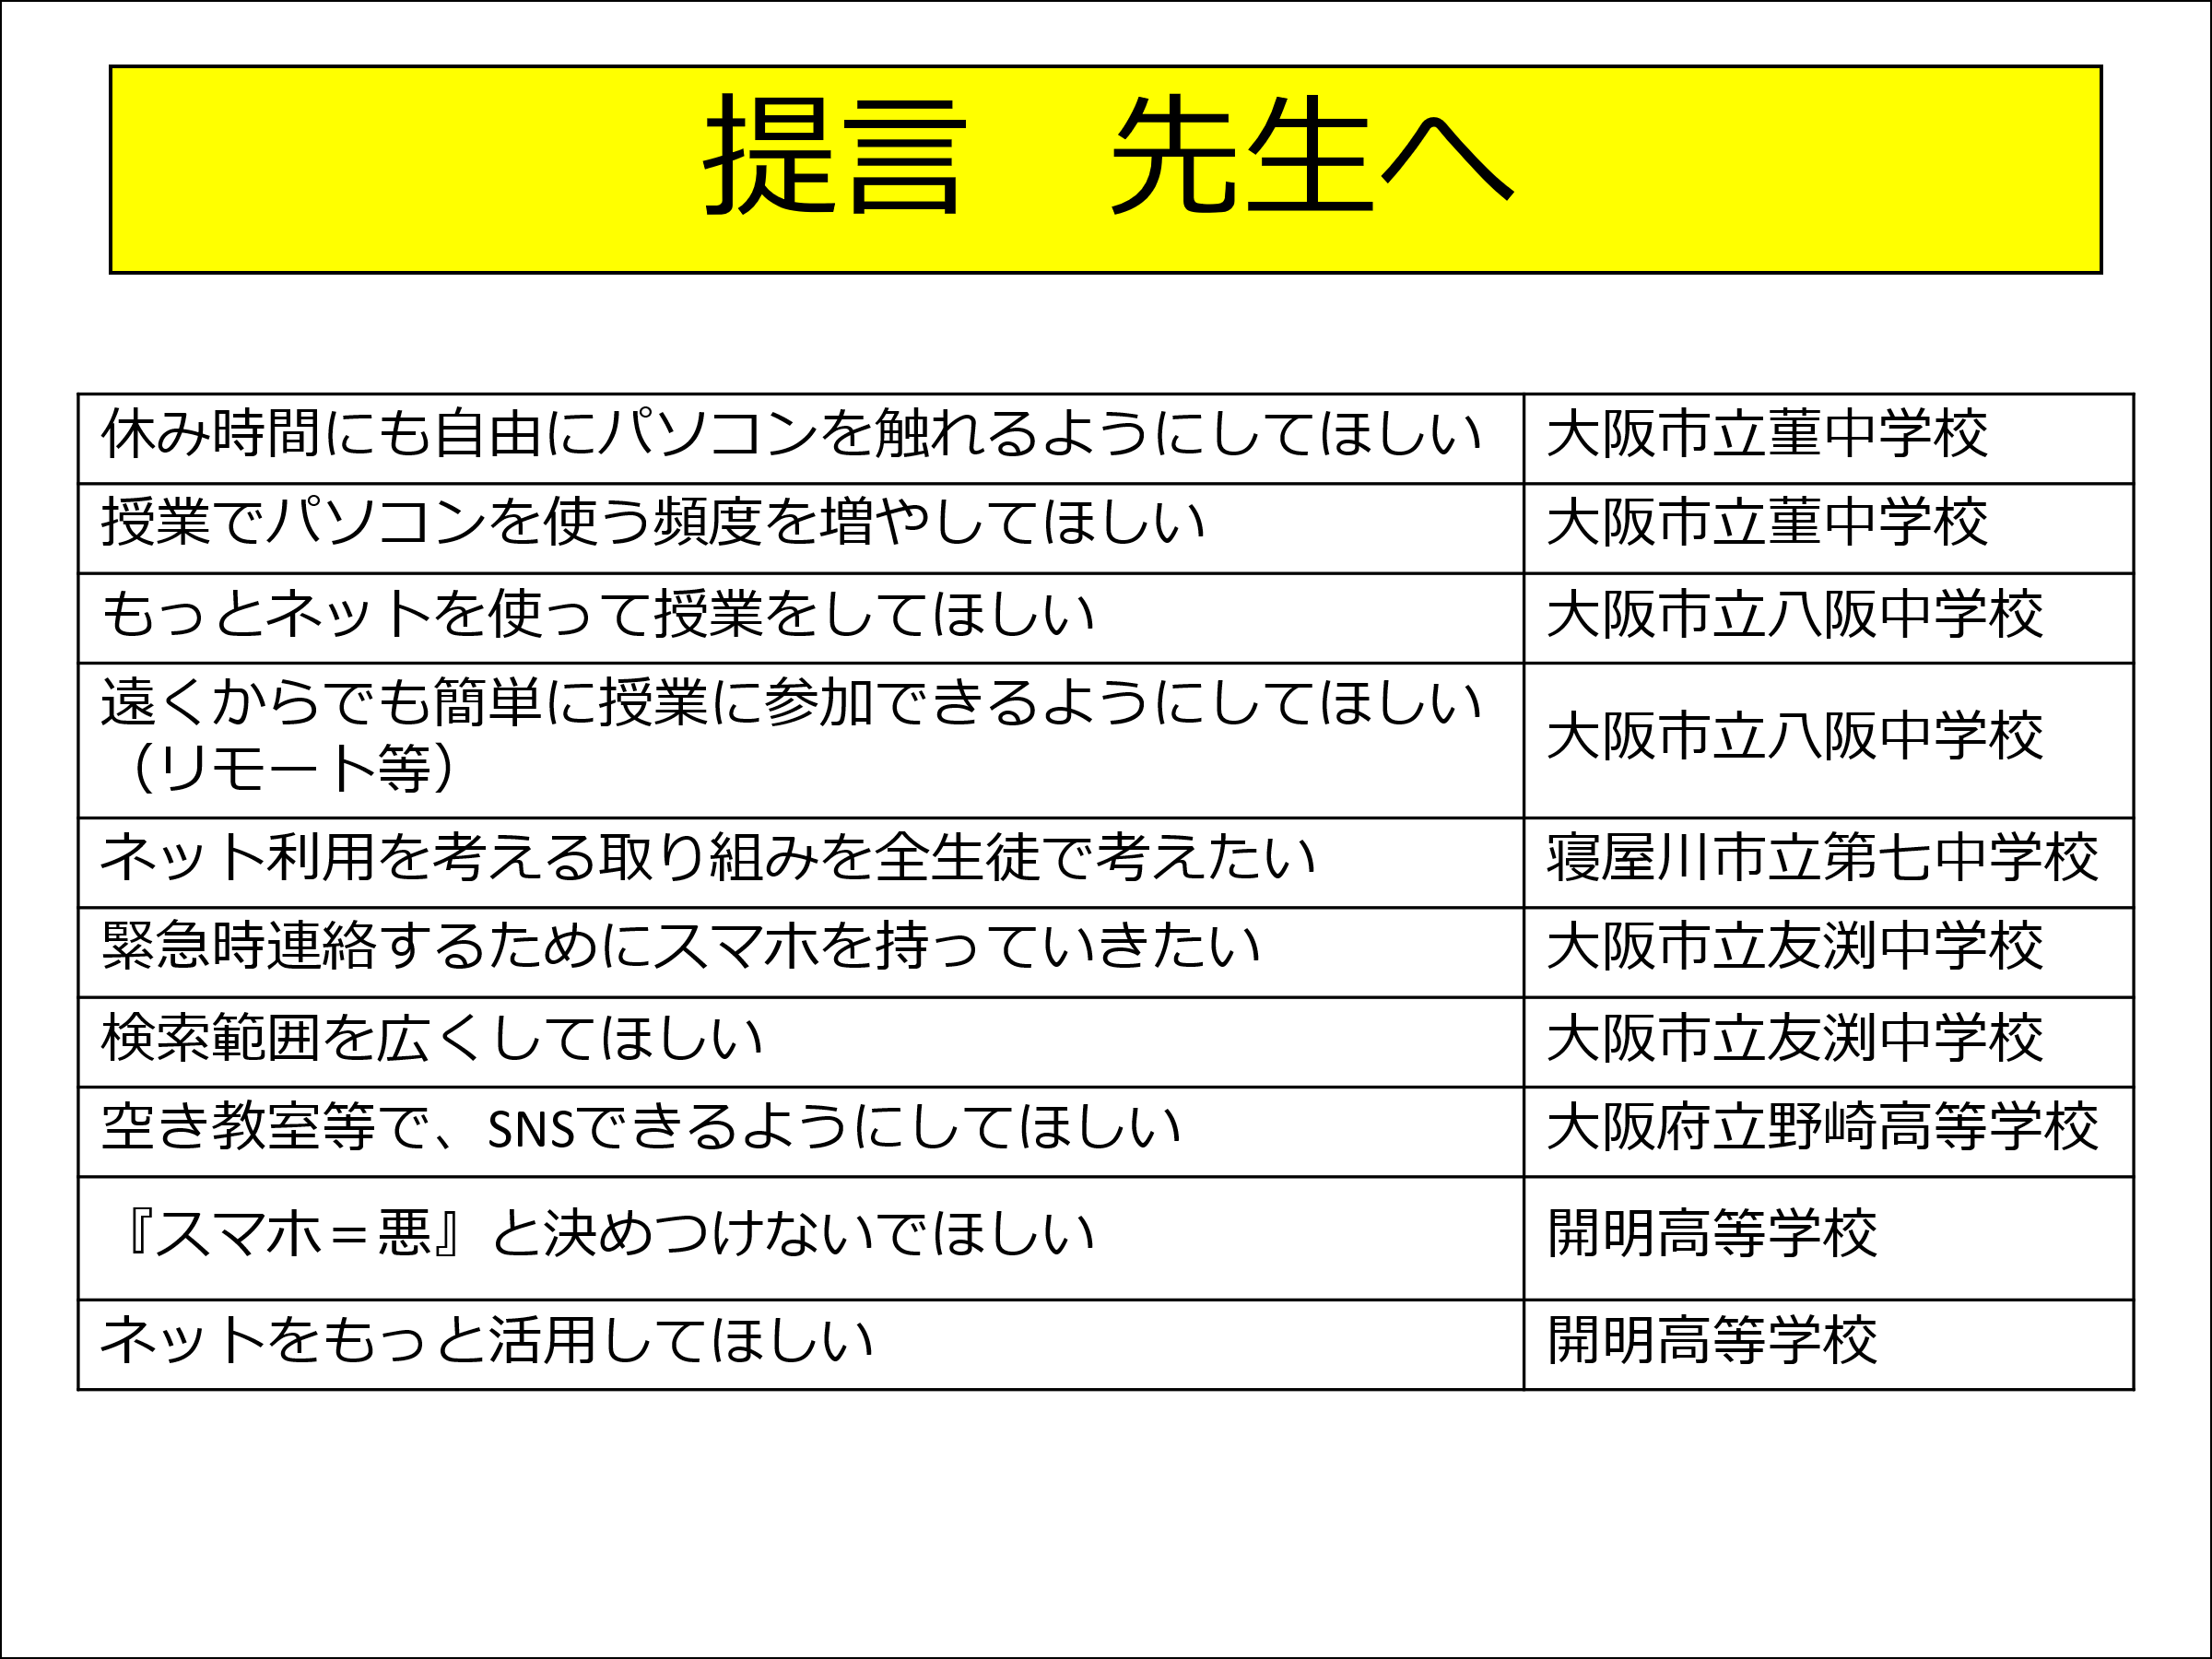 提言　先生へ
休み時間にも自由にパソコンを触れるようにしてほしい 大阪市立菫中学校
授業でパソコンを使う頻度を増やしてほしい 大阪市立菫中学校
もっとネットを使って授業をしてほしい 大阪市立八阪中学校
遠くからでも簡単に授業に参加できるようにしてほしい
（リモート等） 大阪市立八阪中学校
ネット利用を考える取り組みを全生徒で考えたい 寝屋川市立第七中学校
緊急時連絡するためにスマホを持っていきたい 大阪市立友渕中学校
検索範囲を広くしてほしい 大阪市立友渕中学校
空き教室等で、SNSできるようにしてほしい 大阪府立野崎高等学校
『スマホ＝悪』と決めつけないでほしい 開明高等学校
ネットをもっと活用してほしい 開明高等学校